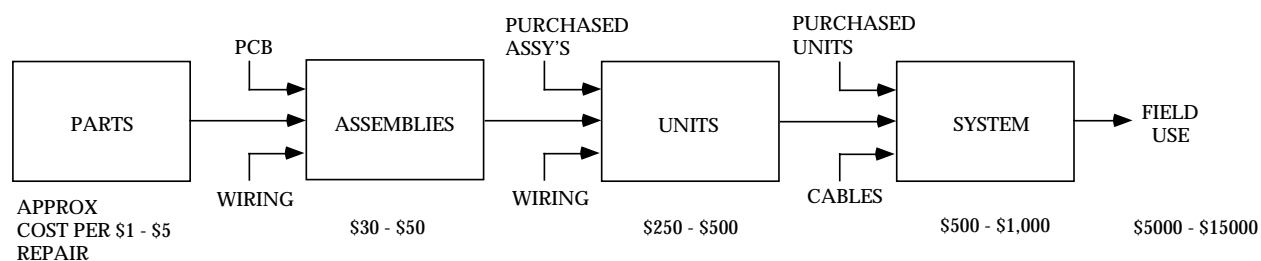 PCB
PURCHASED
ASSY'S
PURCHASED
UNITS
PARTS
ASSEMBLIES
UNITS
SYSTEM
FIELD
USE
WIRING
WIRING
CABLES
APPROX
COST PER $1 - $5
REPAIR
$30 - $50
$250 - $500
$500 - $1,000
$5000 - $15000